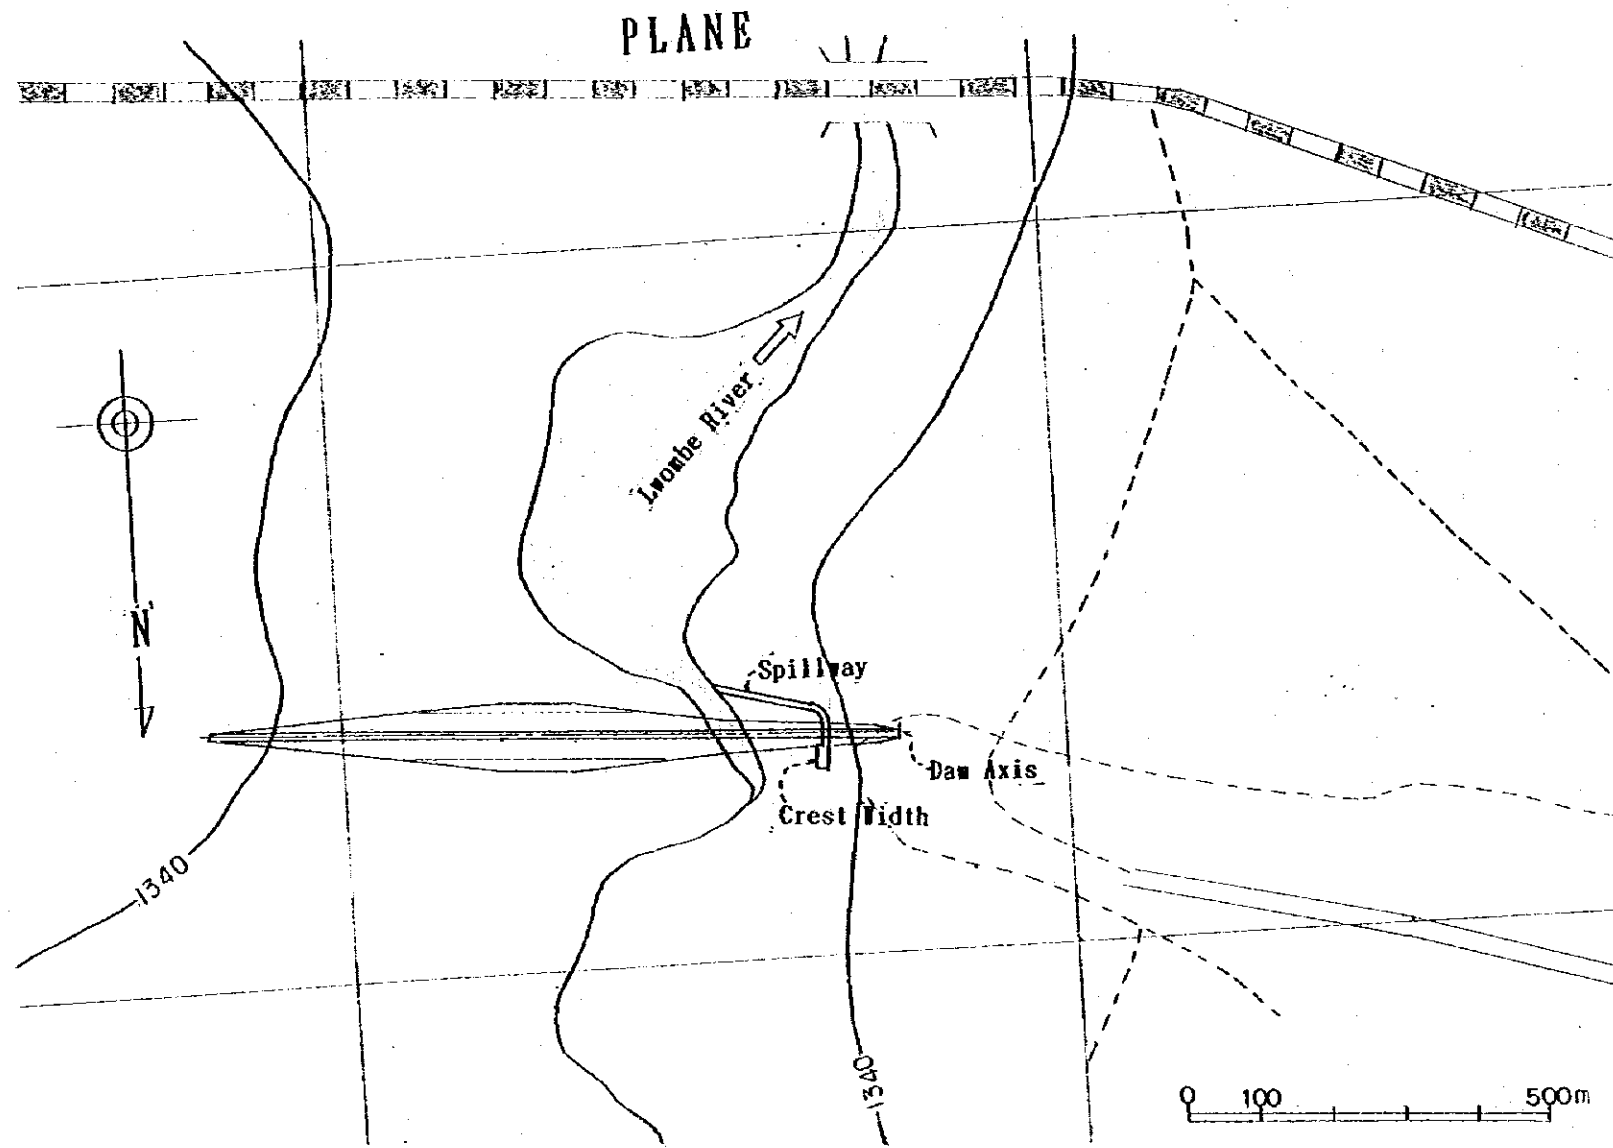 PLANE
Lwombe River
N
Spillway
Dam Axis
Crest Width
1340
1340
0 100 500m